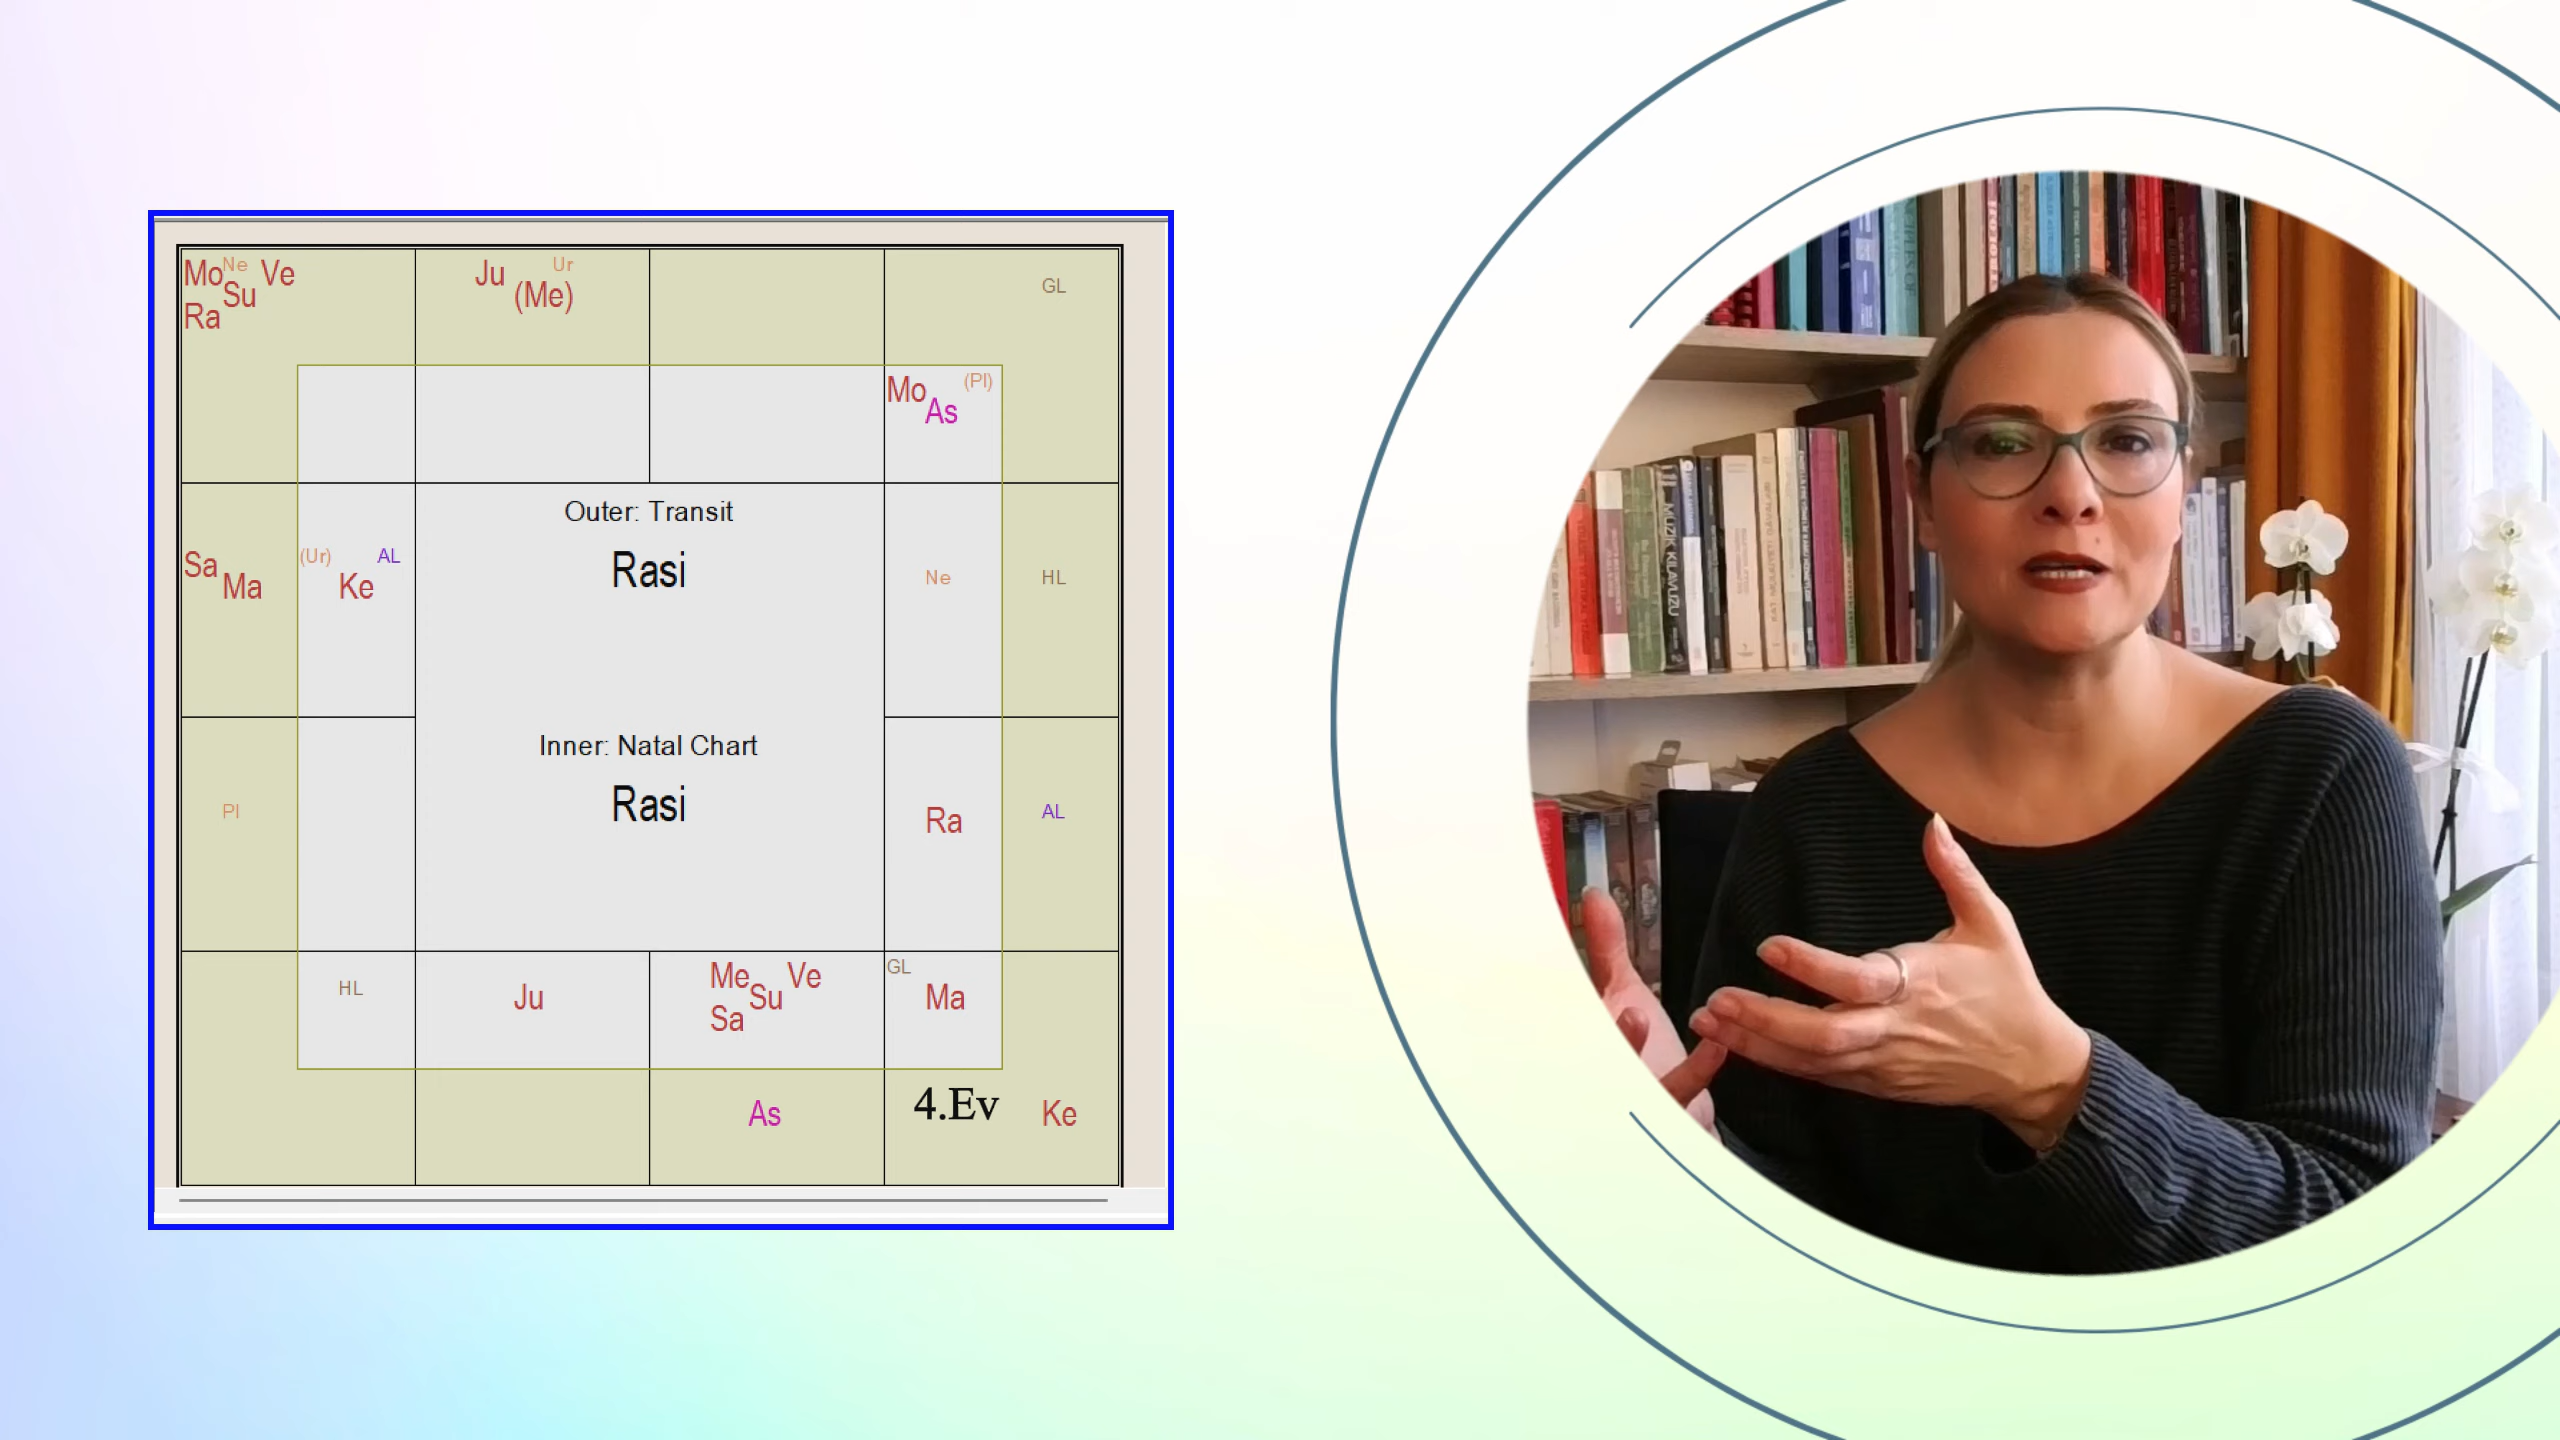 Mo Ne Ve
Su
Ra
Ju Ur
(Me)
GL
Mo (Pl)
As
Outer: Transit
Rasi
Sa
Ma
(Ur) AL
Ke
Ne
HL
Inner: Natal Chart
Rasi
Pl
Ra
AL
HL
Ju
Me Ve
Su
Sa
GL
Ma
As
4.Ev
Ke
MUZIK KILAVUZU